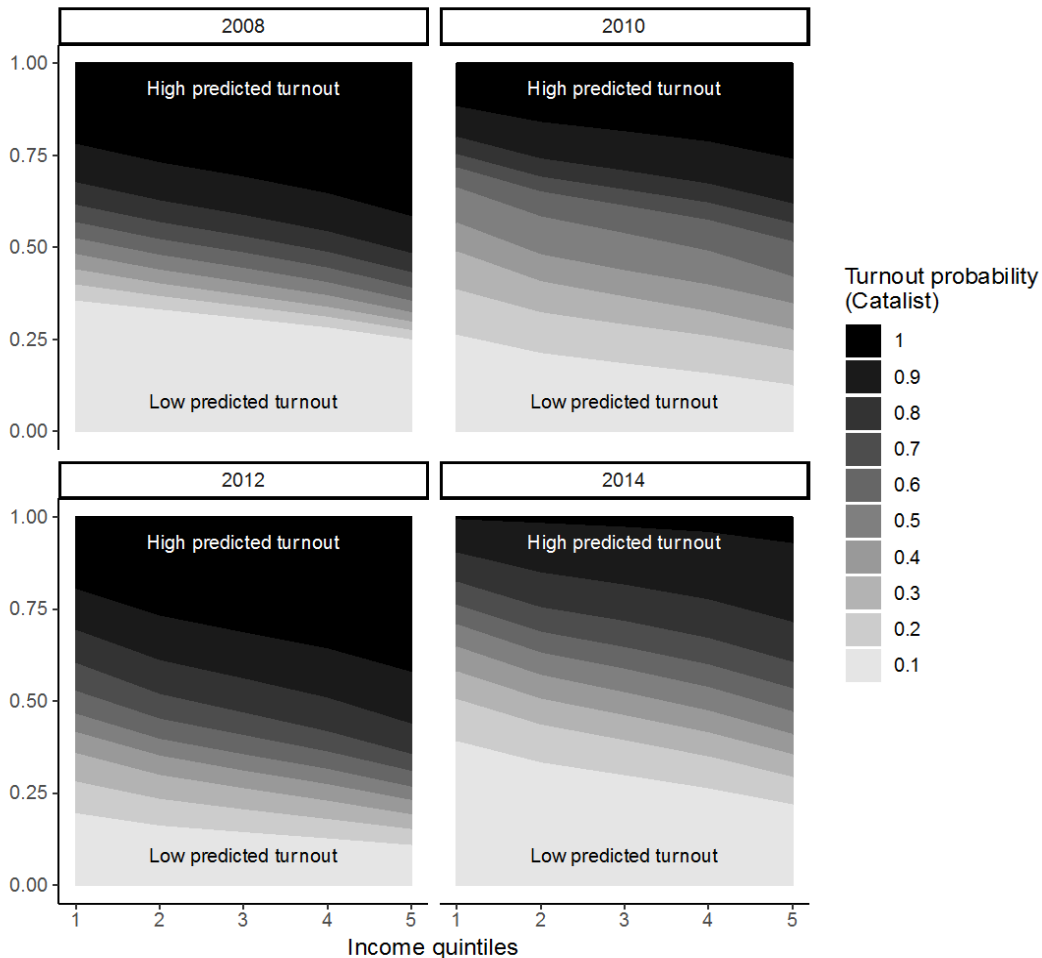 2008
2010
1.00
0.75
0.50
0.25
0.00
High predicted turnout
High predicted turnout
Low predicted turnout
Low predicted turnout
2012
2014
1.00
0.75
0.50
0.25
0.00
High predicted turnout
High predicted turnout
Low predicted turnout
Low predicted turnout
1 2 3 4 5
1 2 3 4 5
Income quintiles
Turnout probability
(Catalist)
1
0.9
0.8
0.7
0.6
0.5
0.4
0.3
0.2
0.1